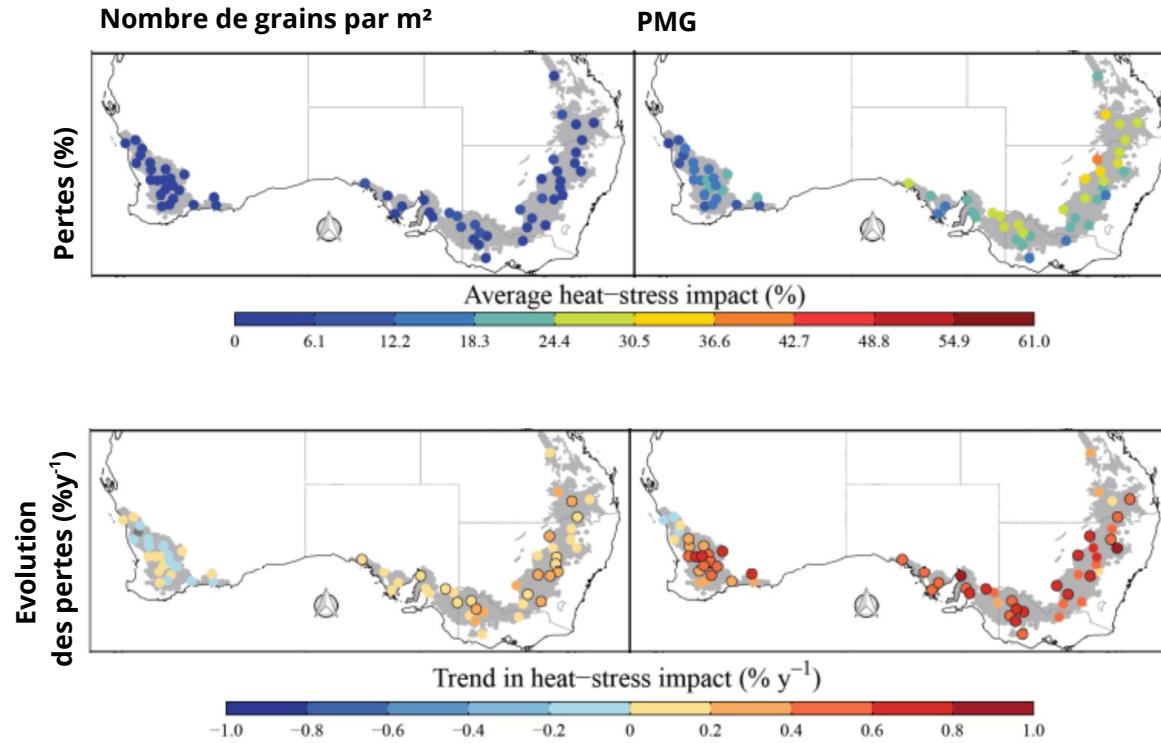 Nombre de grains par m²
PMG
Pertes (%)
Average heat−stress impact (%)
0 6.1 12.2 18.3 24.4 30.5 36.6 42.7 48.8 54.9 61.0
Evolution
des pertes (%y⁻¹)
Trend in heat−stress impact (% y⁻¹)
−1.0 −0.8 −0.6 −0.4 −0.2 0 0.2 0.4 0.6 0.8 1.0